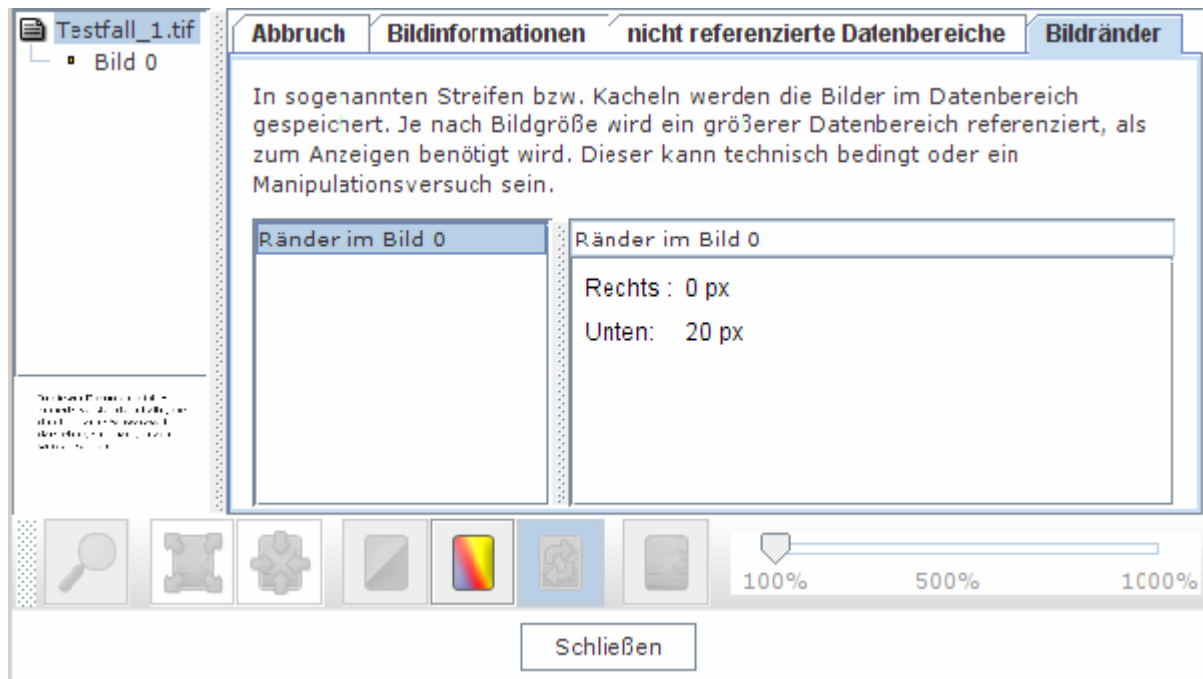 Testfall_1.tif
Bild 0
Abbruch
Bildinformationen
nicht referenzierte Datenbereiche
Bildränder
In sogenannten Streifen bzw. Kacheln werden die Bilder im Datenbereich
gespeichert. Je nach Bildgröße wird ein größerer Datenbereich referenziert, als
zum Anzeigen benötigt wird. Dieser kann technisch bedingt oder ein
Manipulationsversuch sein.
Ränder im Bild 0
Ränder im Bild 0
Rechts : 0 px
Unten: 20 px
100% 500% 1000%
Schließen